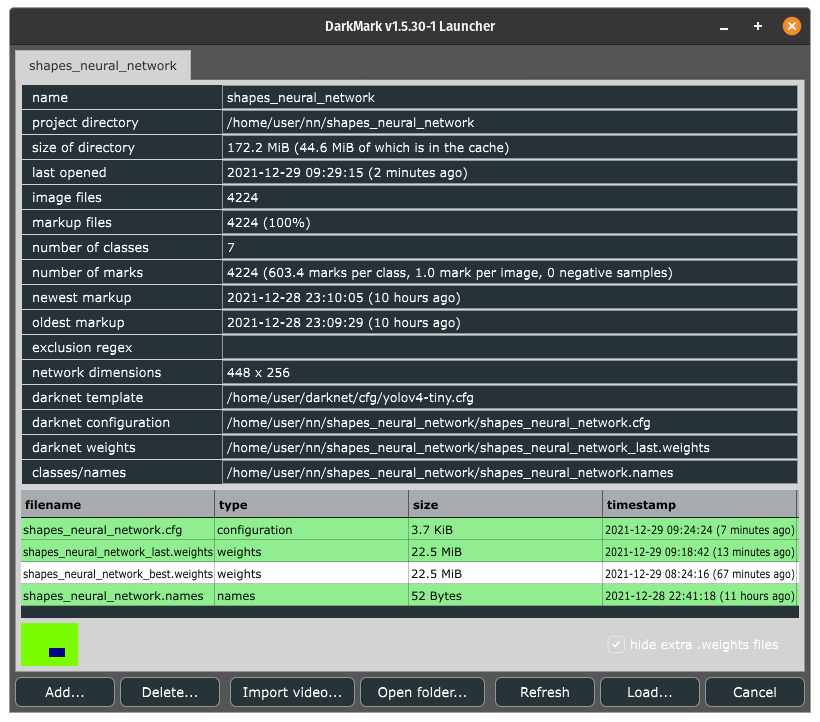 DarkMark v1.5.30-1 Launcher
shapes_neural_network
name shapes_neural_network
project directory /home/user/nn/shapes_neural_network
size of directory 172.2 MiB (44.6 MiB of which is in the cache)
last opened 2021-12-29 09:29:15 (2 minutes ago)
image files 4224
markup files 4224 (100%)
number of classes 7
number of marks 4224 (603.4 marks per class, 1.0 mark per image, 0 negative samples)
newest markup 2021-12-28 23:10:05 (10 hours ago)
oldest markup 2021-12-28 23:09:29 (10 hours ago)
exclusion regex
network dimensions 448 x 256
darknet template /home/user/darknet/cfg/yolov4-tiny.cfg
darknet configuration /home/user/nn/shapes_neural_network/shapes_neural_network.cfg
darknet weights /home/user/nn/shapes_neural_network/shapes_neural_network_last.weights
classes/names /home/user/nn/shapes_neural_network/shapes_neural_network.names
filename type size timestamp
shapes_neural_network.cfg configuration 3.7 KiB 2021-12-29 09:24:24 (7 minutes ago)
shapes_neural_network_last.weights weights 22.5 MiB 2021-12-29 09:18:42 (13 minutes ago)
shapes_neural_network_best.weights weights 22.5 MiB 2021-12-29 08:24:16 (67 minutes ago)
shapes_neural_network.names names 52 Bytes 2021-12-28 22:41:18 (11 hours ago)
hide extra .weights files
Add... Delete... Import video... Open folder... Refresh Load... Cancel